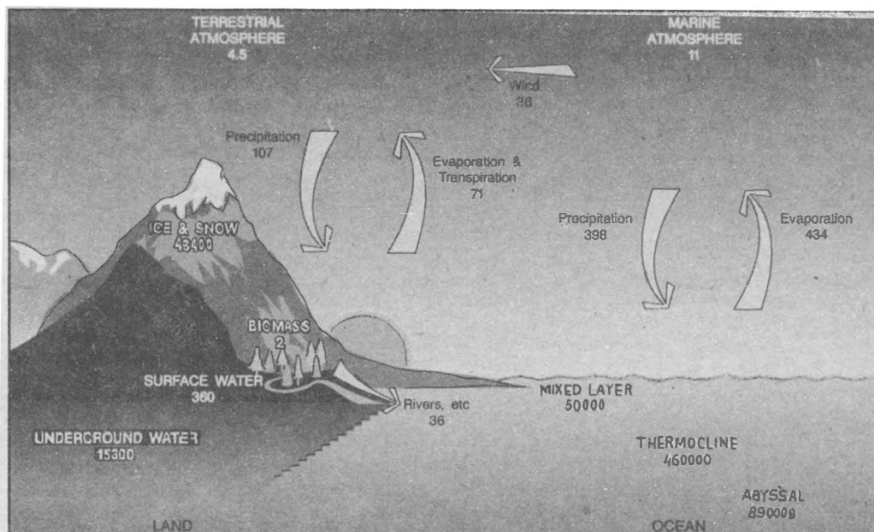 TERRESTRIAL
ATMOSPHERE
4.5
MARINE
ATMOSPHERE
11
Wind
36
Precipitation
107
Evaporation &
Transpiration
71
ICE & SNOW
43400
Precipitation
398
Evaporation
434
BIOMASS
2
SURFACE WATER
360
Rivers, etc
36
MIXED LAYER
50000
UNDERGROUND WATER
15300
THERMOCLINE
460000
ABYSSAL
890000
LAND
OCEAN